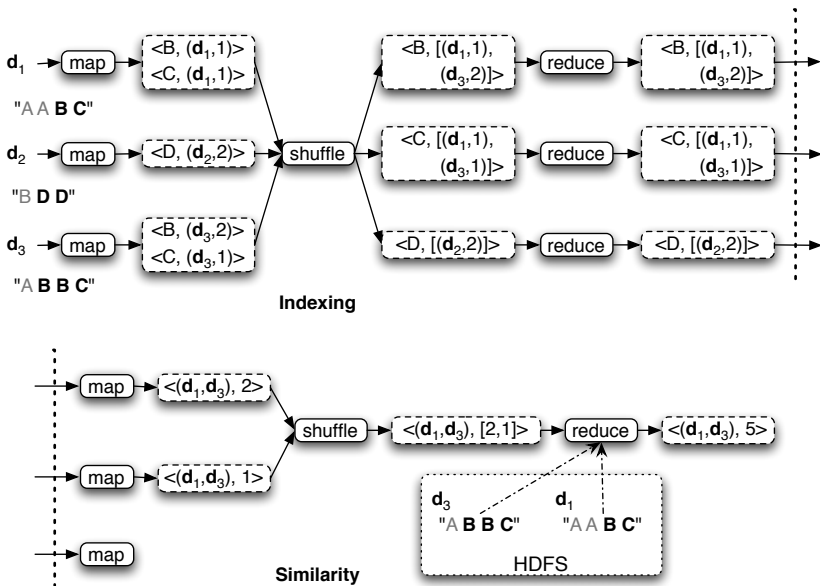 d1 map <B, (d1,1)>
<C, (d1,1)>
"A A B C"
<B, [(d1,1),
(d3,2)]>
reduce
<B, [(d1,1),
(d3,2)]>
d2 map <D, (d2,2)>
"B D D"
shuffle
<C, [(d1,1),
(d3,1)]>
reduce
<C, [(d1,1),
(d3,1)]>
d3 map <B, (d3,2)>
<C, (d3,1)>
"A B B C"
<D, [(d2,2)]> reduce <D, [(d2,2)]>
Indexing
map <(d1,d3), 2>
shuffle <(d1,d3), [2,1]> reduce <(d1,d3), 5>
map <(d1,d3), 1>
d3
"A B B C"
d1
"A A B C"
HDFS
map
Similarity